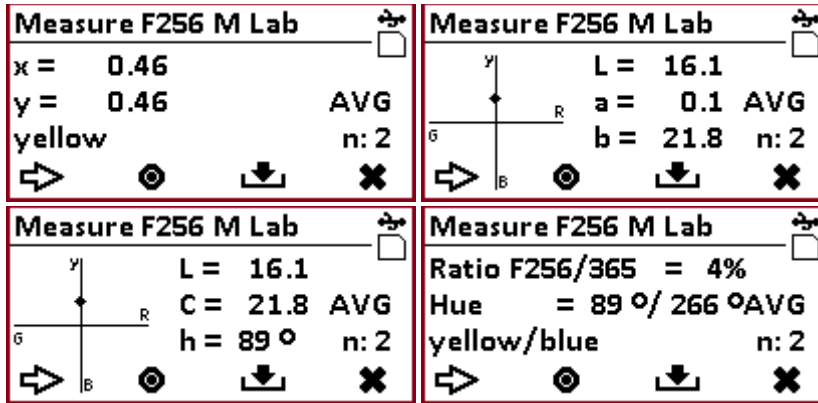 Measure F256 M Lab
x = 0.46
y = 0.46 AVG
yellow n: 2
Measure F256 M Lab
Y L = 16.1
R a = 0.1 AVG
G b = 21.8 n: 2
B
Measure F256 M Lab
Y L = 16.1
R C = 21.8 AVG
G h = 89 ° n: 2
B
Measure F256 M Lab
Ratio F256/365 = 4%
Hue = 89 °/ 266 °AVG
yellow/blue n: 2